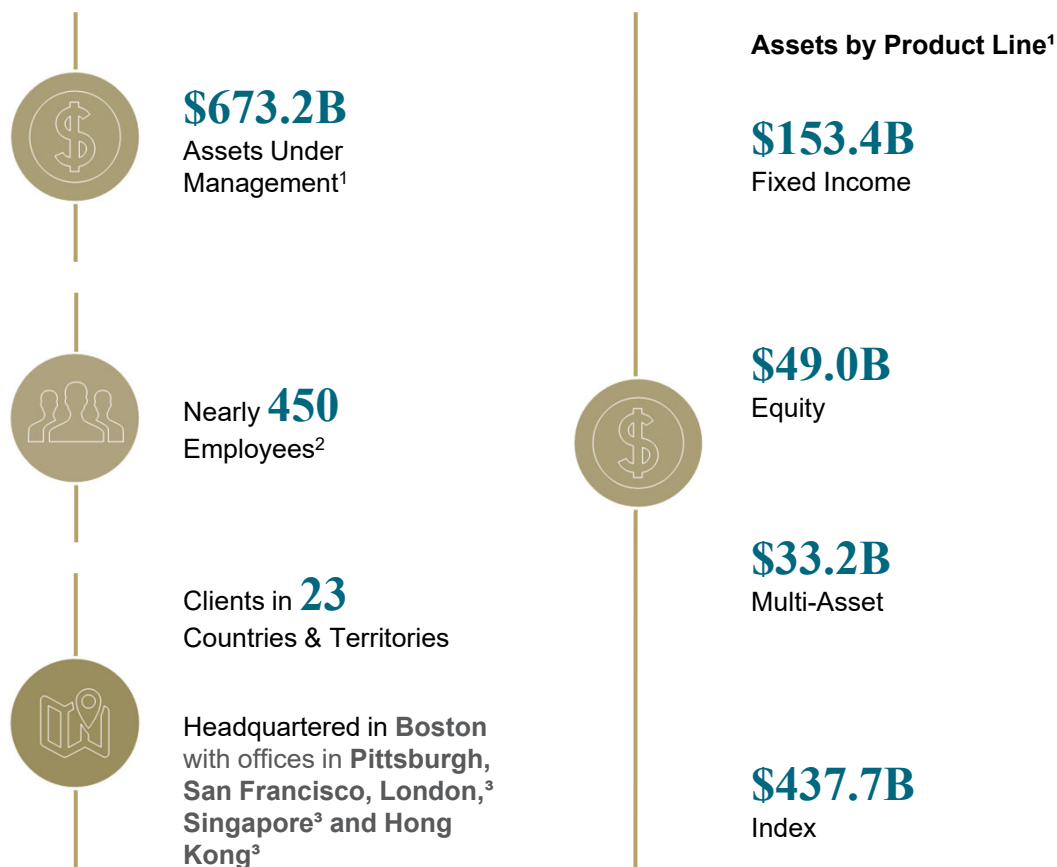 $673.2B
Assets Under
Management¹
Nearly 450
Employees²
Clients in 23
Countries & Territories
Headquartered in Boston
with offices in Pittsburgh,
San Francisco, London,³
Singapore³ and Hong
Kong³
Assets by Product Line¹
$153.4B
Fixed Income
$49.0B
Equity
$33.2B
Multi-Asset
$437.7B
Index